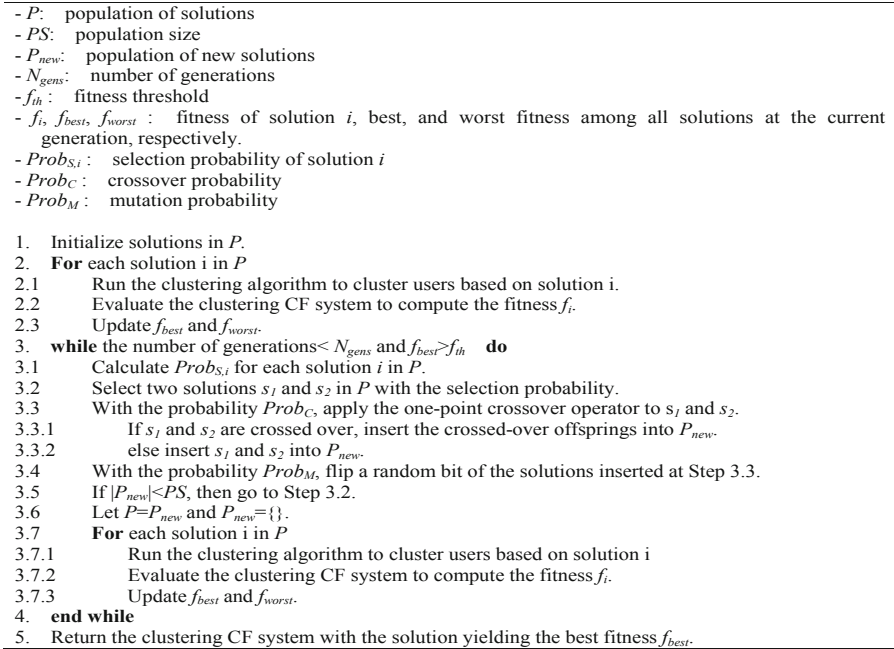 - P: population of solutions
- PS: population size
- Pnew: population of new solutions
- Ngens: number of generations
- fth : fitness threshold
- fi, fbest, fworst : fitness of solution i, best, and worst fitness among all solutions at the current
generation, respectively.
- ProbS,i : selection probability of solution i
- ProbC : crossover probability
- ProbM : mutation probability
1. Initialize solutions in P.
2. For each solution i in P
2.1 Run the clustering algorithm to cluster users based on solution i.
2.2 Evaluate the clustering CF system to compute the fitness fi.
2.3 Update fbest and fworst.
3. while the number of generations< Ngens and fbest>fth do
3.1 Calculate ProbS,i for each solution i in P.
3.2 Select two solutions s1 and s2 in P with the selection probability.
3.3 With the probability ProbC, apply the one-point crossover operator to s1 and s2.
3.3.1 If s1 and s2 are crossed over, insert the crossed-over offsprings into Pnew.
3.3.2 else insert s1 and s2 into Pnew.
3.4 With the probability ProbM, flip a random bit of the solutions inserted at Step 3.3.
3.5 If |Pnew|<PS, then go to Step 3.2.
3.6 Let P=Pnew and Pnew={}.
3.7 For each solution i in P
3.7.1 Run the clustering algorithm to cluster users based on solution i
3.7.2 Evaluate the clustering CF system to compute the fitness fi.
3.7.3 Update fbest and fworst.
4. end while
5. Return the clustering CF system with the solution yielding the best fitness fbest.